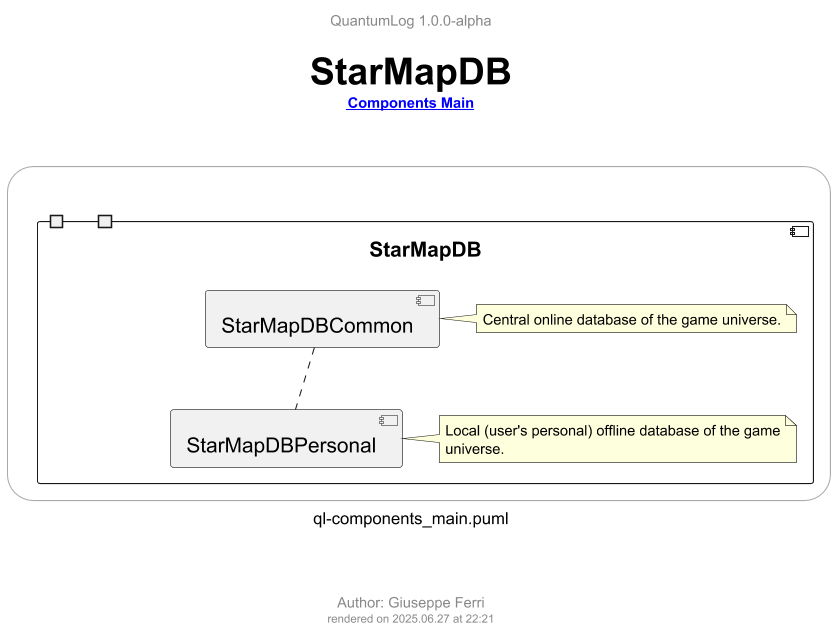 QuantumLog 1.0.0-alpha
StarMapDB
Components Main
StarMapDB
StarMapDBCommon
Central online database of the game universe.
StarMapDBPersonal
Local (user's personal) offline database of the game
universe.
ql-components_main.puml
Author: Giuseppe Ferri
rendered on 2025.06.27 at 22:21